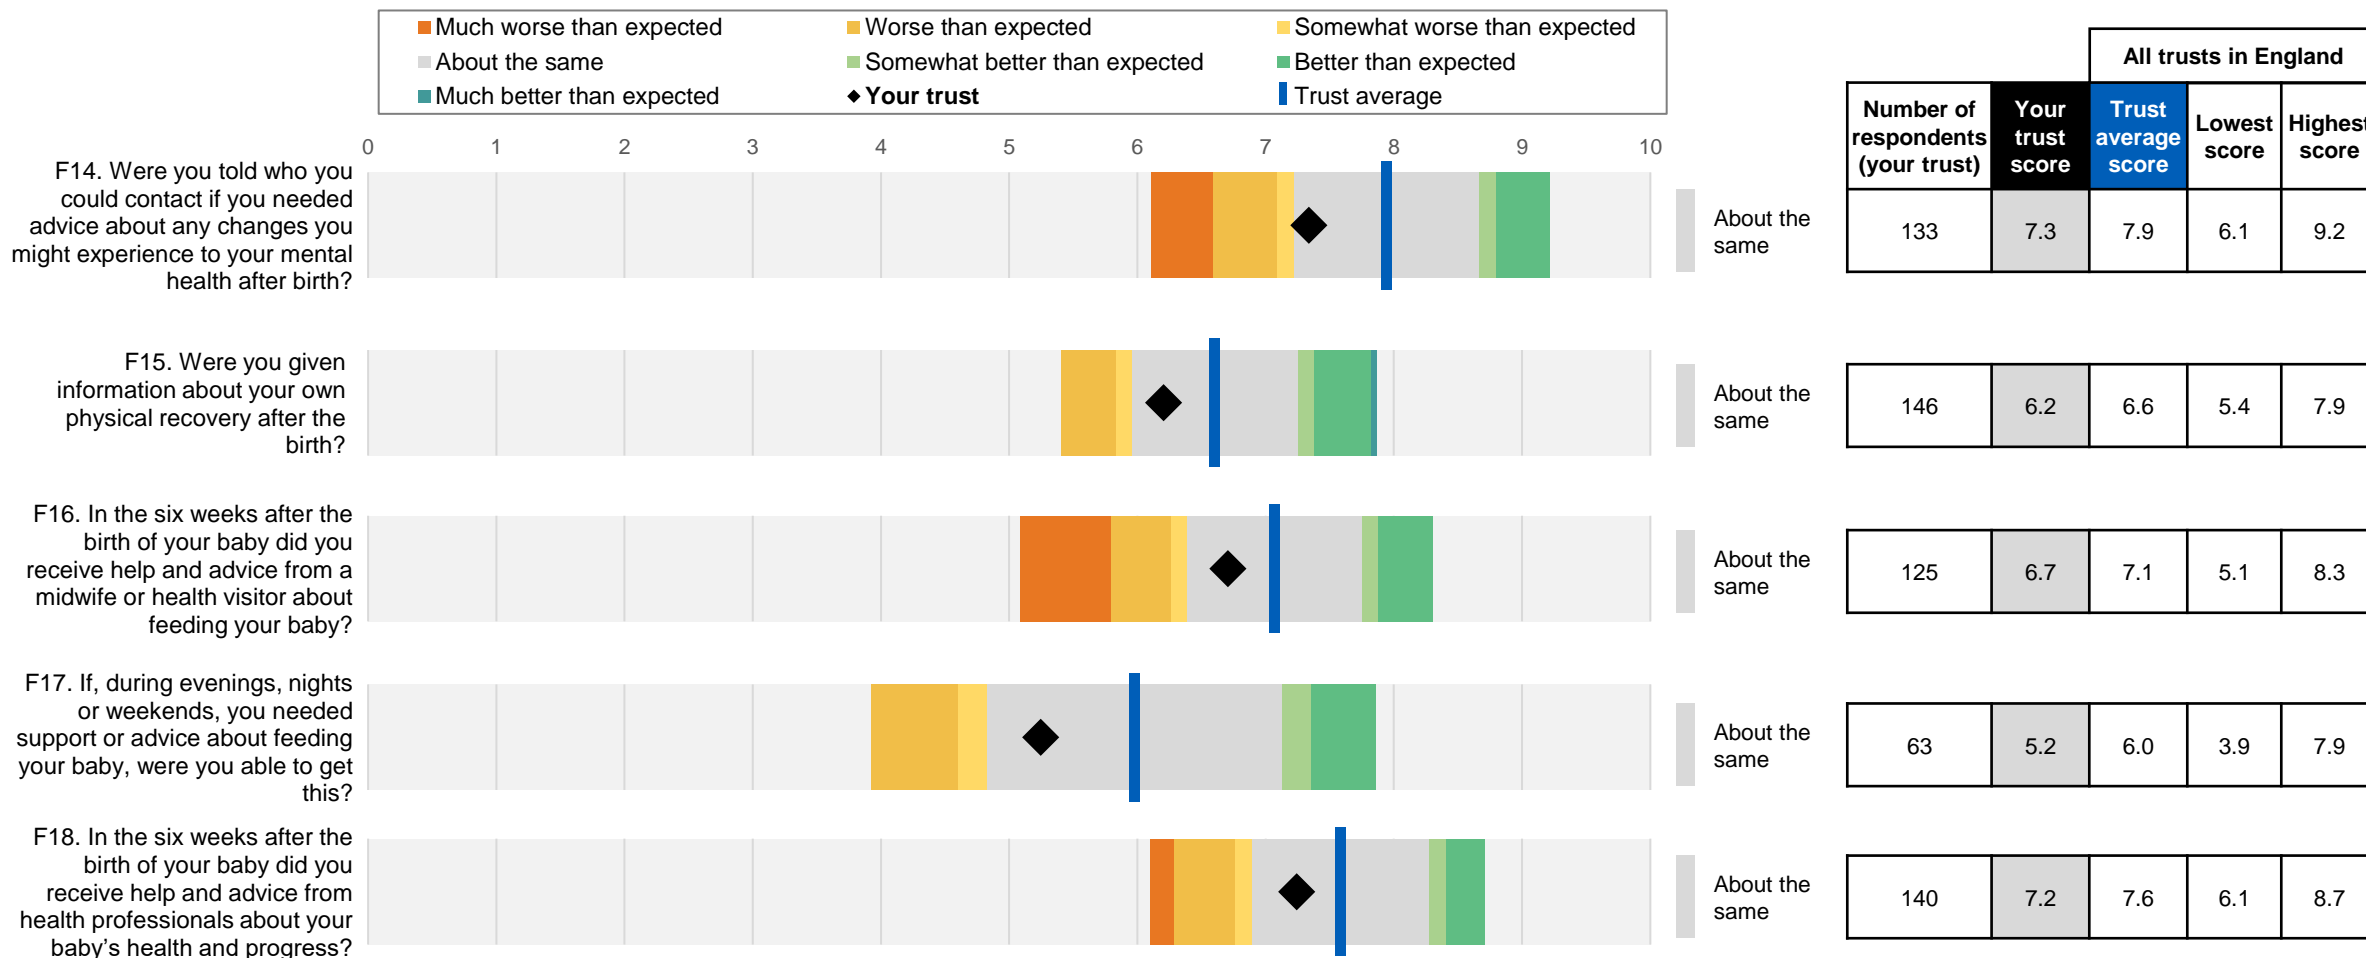 Much worse than expected
Worse than expected
Somewhat worse than expected
About the same
Somewhat better than expected
Better than expected
Much better than expected
Your trust
Trust average
All trusts in England
Number of
respondents
(your trust)
Your
trust
score
Trust
average
score
Lowest
score
Highest
score
0 1 2 3 4 5 6 7 8 9 10
F14. Were you told who you
could contact if you needed
advice about any changes you
might experience to your mental
health after birth?
About the
same
133 7.3 7.9 6.1 9.2
F15. Were you given
information about your own
physical recovery after the
birth?
About the
same
146 6.2 6.6 5.4 7.9
F16. In the six weeks after the
birth of your baby did you
receive help and advice from a
midwife or health visitor about
feeding your baby?
About the
same
125 6.7 7.1 5.1 8.3
F17. If, during evenings, nights
or weekends, you needed
support or advice about feeding
your baby, were you able to get
this?
About the
same
63 5.2 6.0 3.9 7.9
F18. In the six weeks after the
birth of your baby did you
receive help and advice from
health professionals about your
baby's health and progress?
About the
same
140 7.2 7.6 6.1 8.7